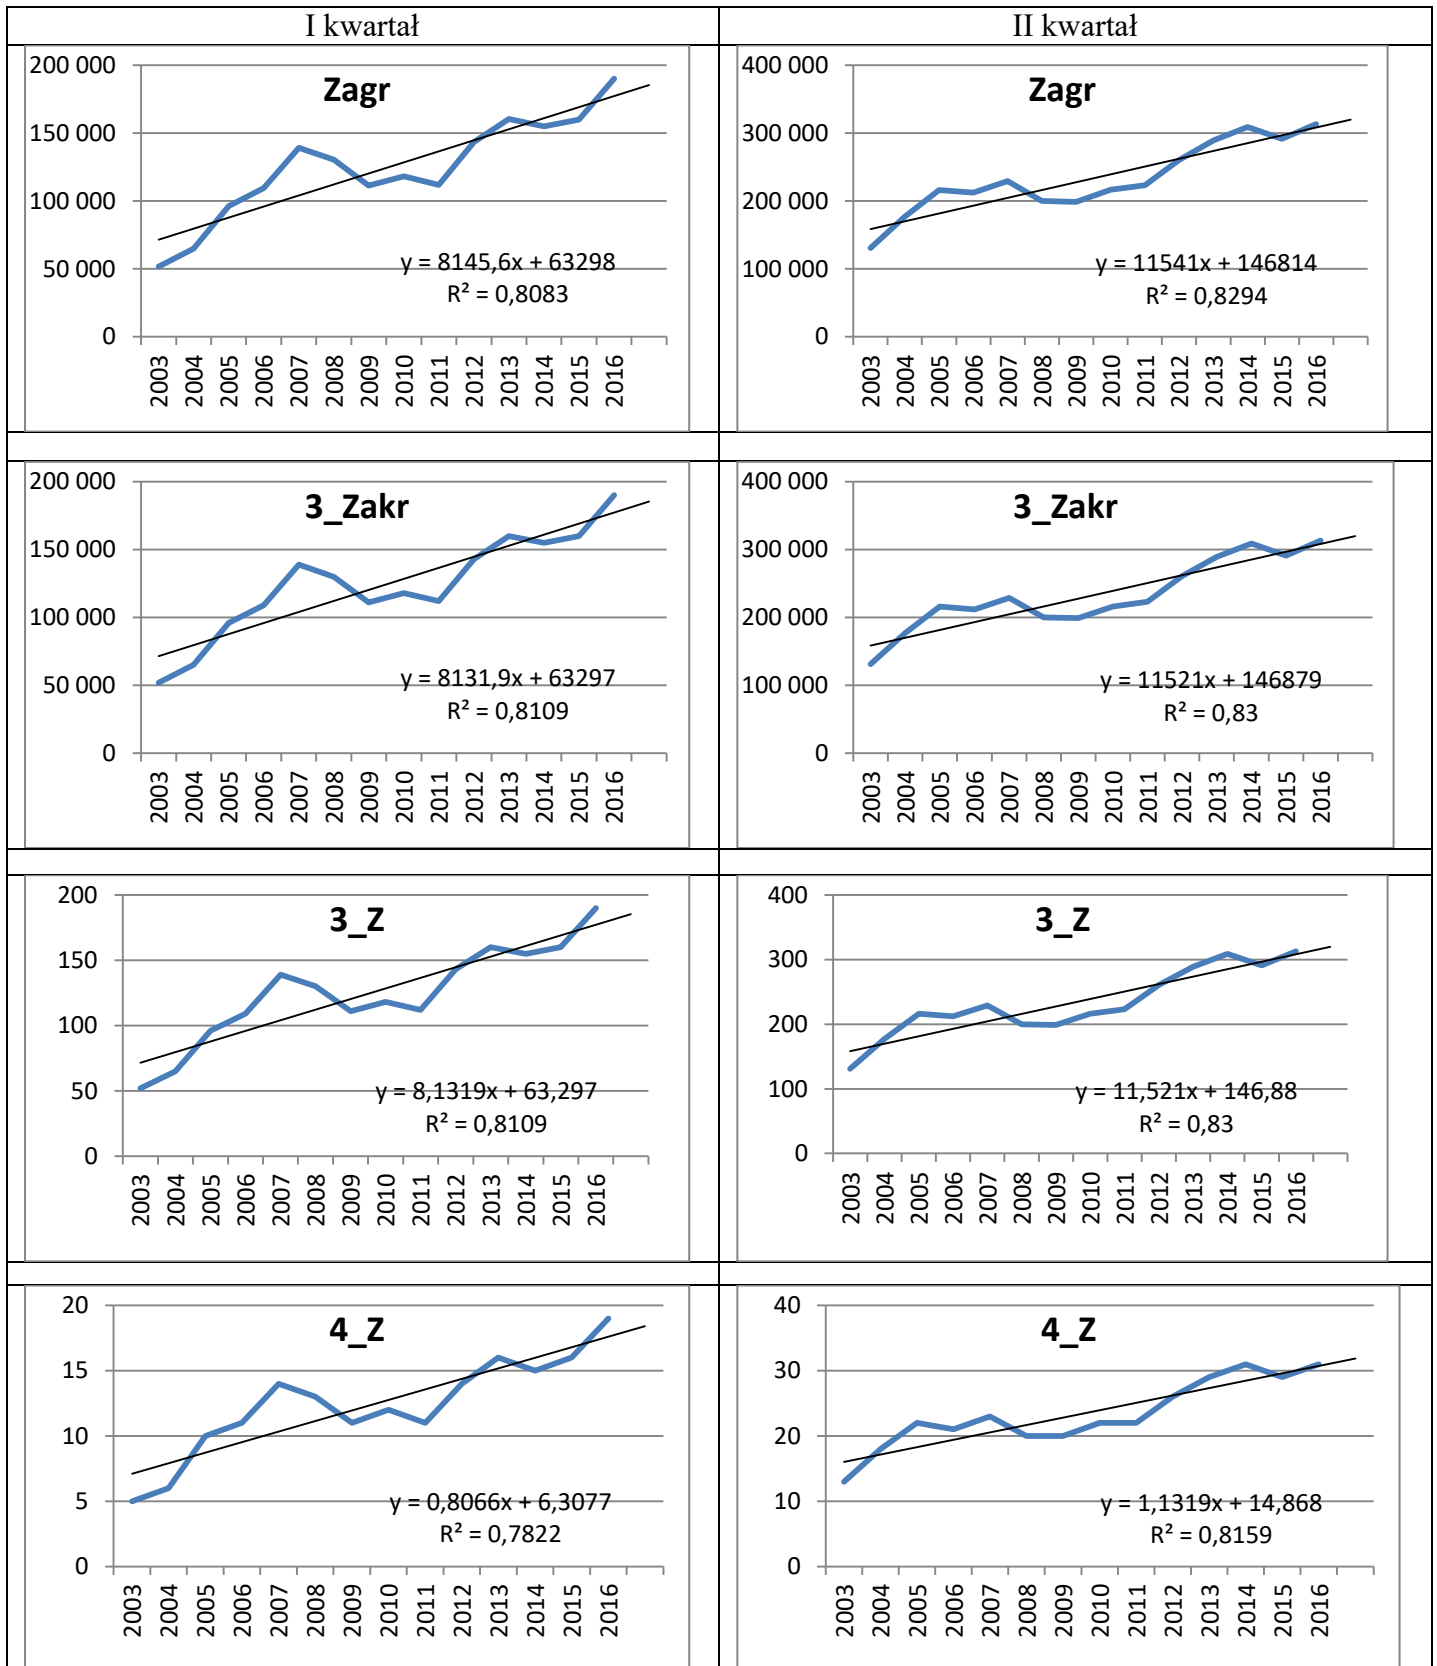 I kwartał
II kwartał
Zagr
200 000
150 000
100 000
50 000
0
y = 8145,6x + 63298
R² = 0,8083
2003 2004 2005 2006 2007 2008 2009 2010 2011 2012 2013 2014 2015 2016
Zagr
400 000
300 000
200 000
100 000
0
y = 11541x + 146814
R² = 0,8294
2003 2004 2005 2006 2007 2008 2009 2010 2011 2012 2013 2014 2015 2016
3_Zakr
200 000
150 000
100 000
50 000
0
y = 8131,9x + 63297
R² = 0,8109
2003 2004 2005 2006 2007 2008 2009 2010 2011 2012 2013 2014 2015 2016
3_Zakr
400 000
300 000
200 000
100 000
0
y = 11521x + 146879
R² = 0,83
2003 2004 2005 2006 2007 2008 2009 2010 2011 2012 2013 2014 2015 2016
3_Z
200
150
100
50
0
y = 8,1319x + 63,297
R² = 0,8109
2003 2004 2005 2006 2007 2008 2009 2010 2011 2012 2013 2014 2015 2016
3_Z
400
300
200
100
0
y = 11,521x + 146,88
R² = 0,83
2003 2004 2005 2006 2007 2008 2009 2010 2011 2012 2013 2014 2015 2016
4_Z
20
15
10
5
0
y = 0,8066x + 6,3077
R² = 0,7822
2003 2004 2005 2006 2007 2008 2009 2010 2011 2012 2013 2014 2015 2016
4_Z
40
30
20
10
0
y = 1,1319x + 14,868
R² = 0,8159
2003 2004 2005 2006 2007 2008 2009 2010 2011 2012 2013 2014 2015 2016